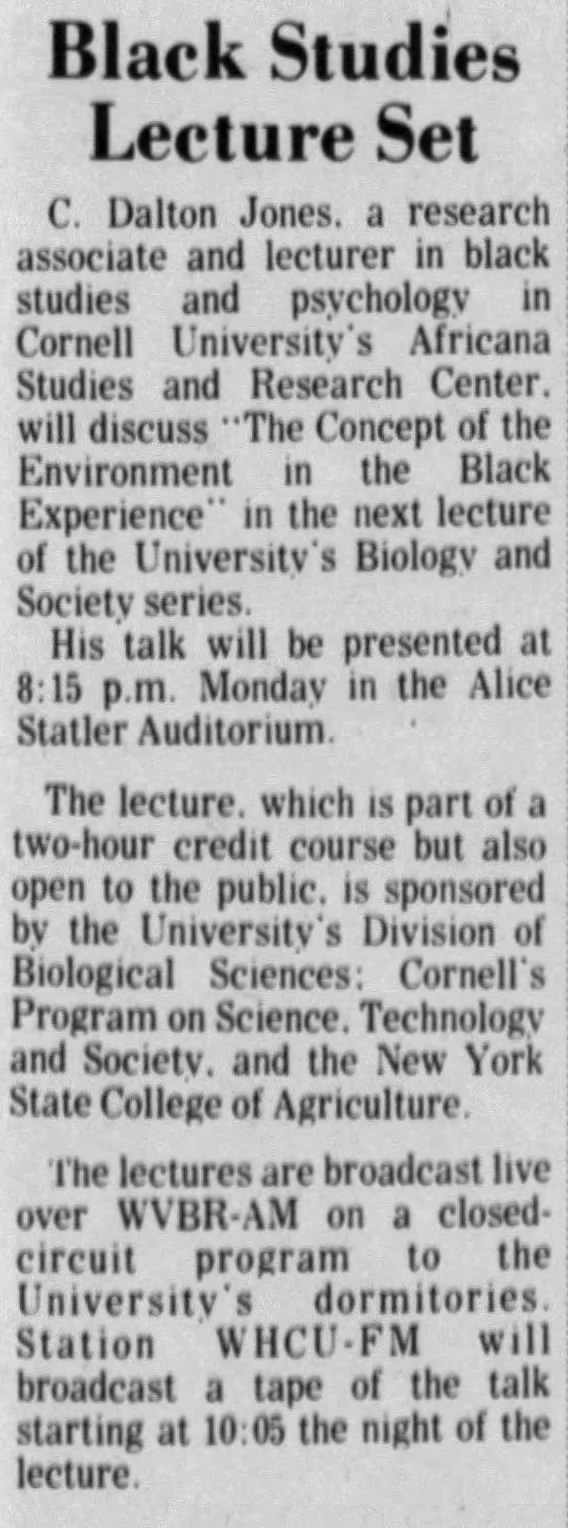 Black Studies
Lecture Set
C. Dalton Jones, a research
associate and lecturer in black
studies and psychology in
Cornell University's Africana
Studies and Research Center,
will discuss "The Concept of the
Environment in the Black
Experience" in the next lecture
of the University's Biology and
Society series.
His talk will be presented at
8:15 p.m. Monday in the Alice
Statler Auditorium.
The lecture, which is part of a
two-hour credit course but also
open to the public, is sponsored
by the University's Division of
Biological Sciences; Cornell's
Program on Science, Technology
and Society, and the New York
State College of Agriculture.
The lectures are broadcast live
over WVBR-AM on a closed-
circuit program to the
University's dormitories.
Station WHCU-FM will
broadcast a tape of the talk
starting at 10:05 the night of the
lecture.